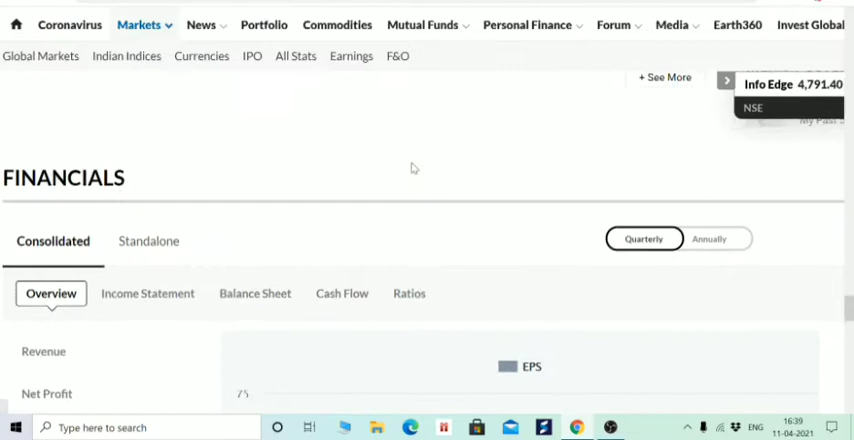 Coronavirus Markets News Portfolio Commodities Mutual Funds Personal Finance Forum Media Earth360 Invest Global
Global Markets Indian Indices Currencies IPO All Stats Earnings F&O
+ See More
Info Edge 4,791.40
NSE
My Past
FINANCIALS
Consolidated Standalone
Quarterly Annually
Overview Income Statement Balance Sheet Cash Flow Ratios
Revenue
EPS
Net Profit
75
Type here to search
ENG
16:39
11-04-2021